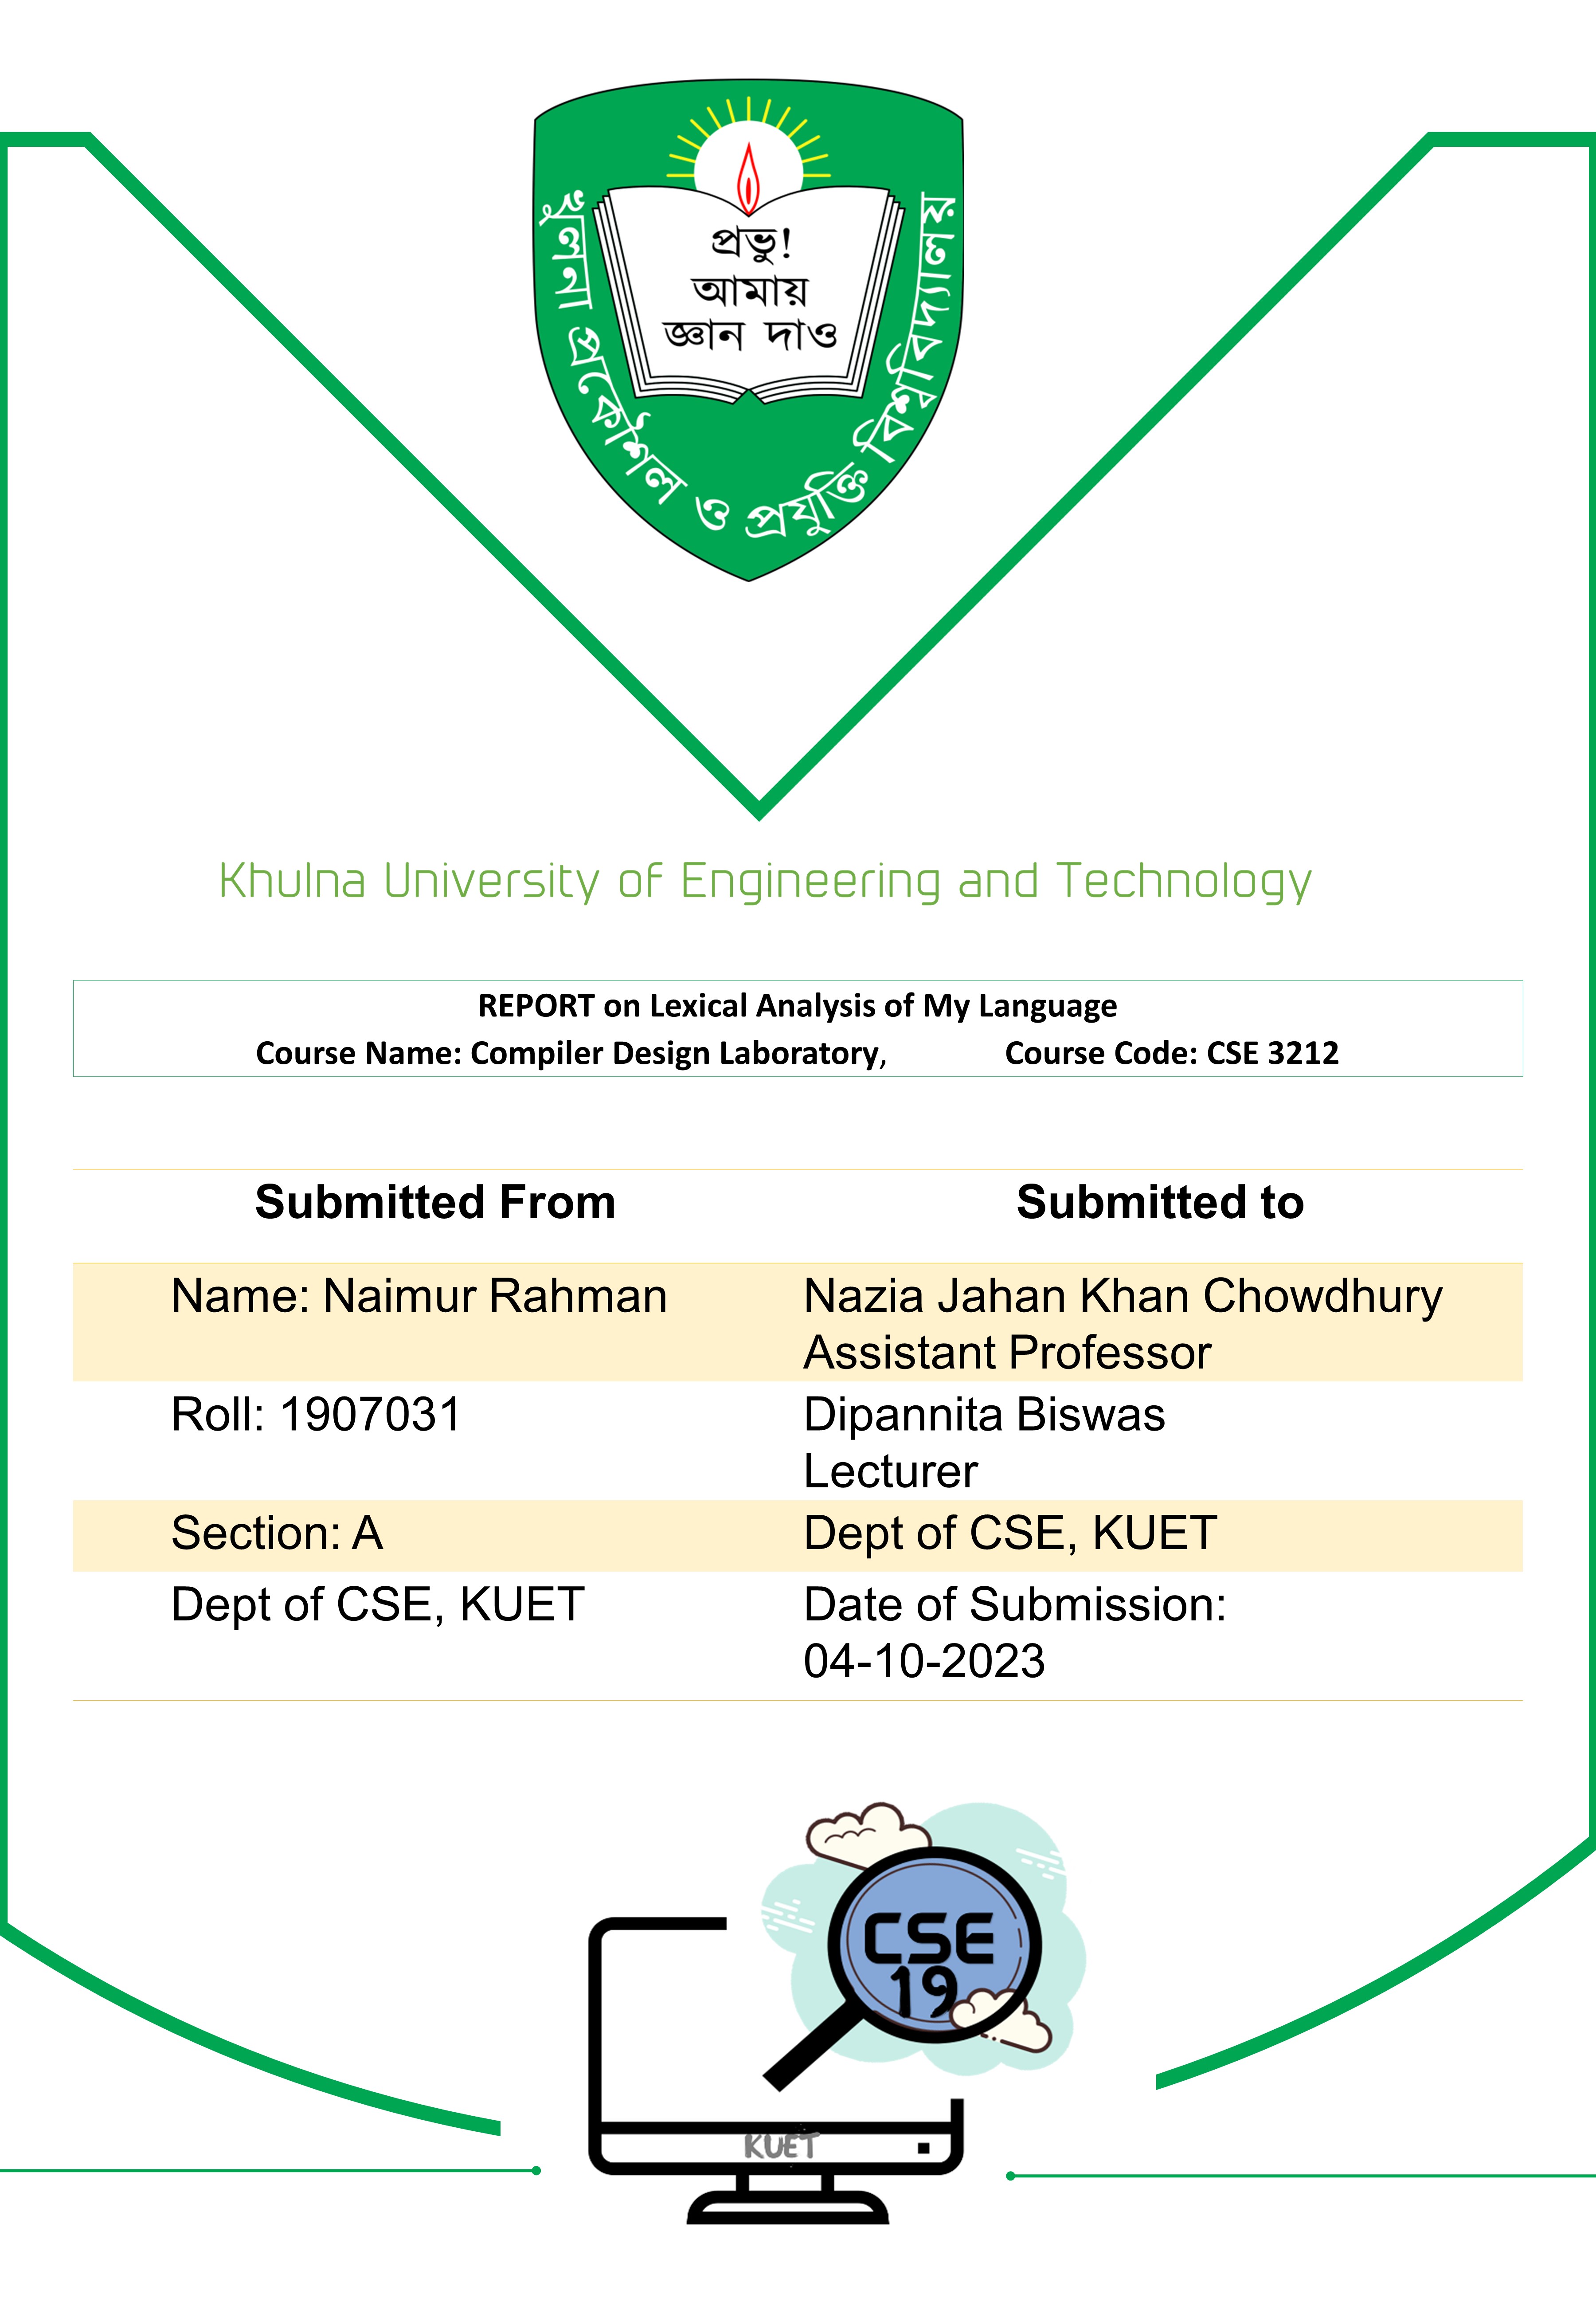 প্রভু!
আমায়
জ্ঞান দাও
খুলনা প্রকৌশল ও প্রযুক্তি বিশ্ববিদ্যালয়
Khulna University of Engineering and Technology
REPORT on Lexical Analysis of My Language
Course Name: Compiler Design Laboratory, Course Code: CSE 3212
Submitted From Submitted to
Name: Naimur Rahman Nazia Jahan Khan Chowdhury
Assistant Professor
Roll: 1907031 Dipannita Biswas
Lecturer
Section: A Dept of CSE, KUET
Dept of CSE, KUET Date of Submission:
04-10-2023
CSE
19
KUET